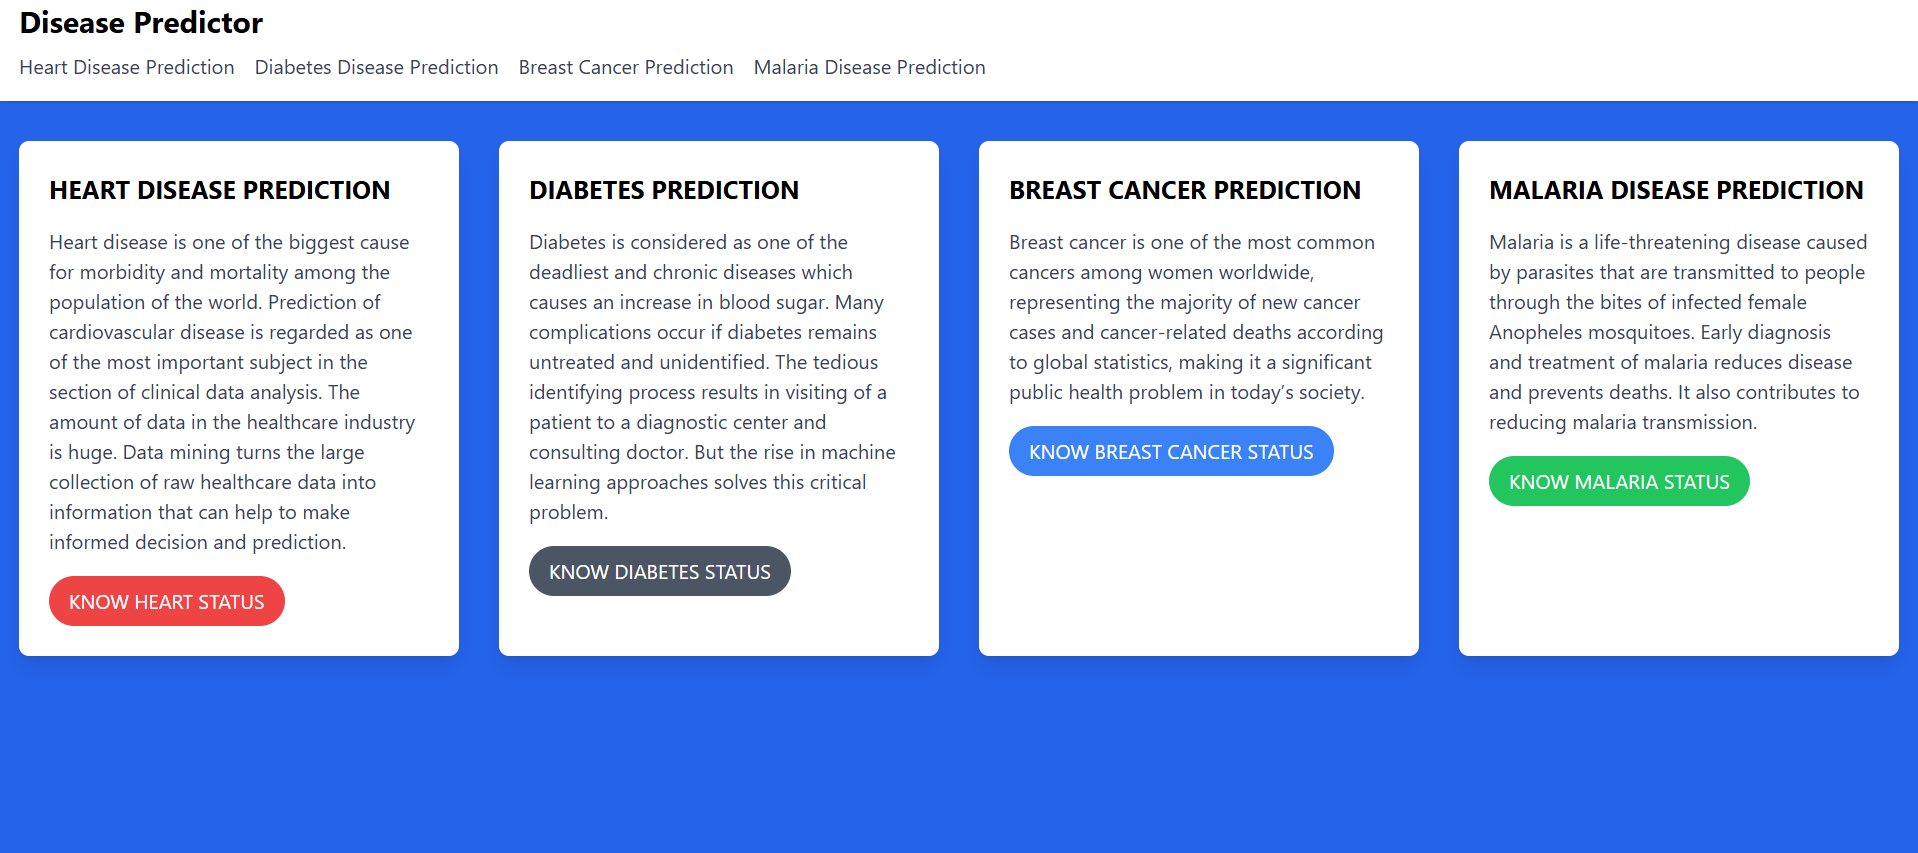 Disease Predictor
Heart Disease Prediction Diabetes Disease Prediction Breast Cancer Prediction Malaria Disease Prediction
HEART DISEASE PREDICTION
Heart disease is one of the biggest cause
for morbidity and mortality among the
population of the world. Prediction of
cardiovascular disease is regarded as one
of the most important subject in the
section of clinical data analysis. The
amount of data in the healthcare industry
is huge. Data mining turns the large
collection of raw healthcare data into
information that can help to make
informed decision and prediction.
KNOW HEART STATUS
DIABETES PREDICTION
Diabetes is considered as one of the
deadliest and chronic diseases which
causes an increase in blood sugar. Many
complications occur if diabetes remains
untreated and unidentified. The tedious
identifying process results in visiting of a
patient to a diagnostic center and
consulting doctor. But the rise in machine
learning approaches solves this critical
problem.
KNOW DIABETES STATUS
BREAST CANCER PREDICTION
Breast cancer is one of the most common
cancers among women worldwide,
representing the majority of new cancer
cases and cancer-related deaths according
to global statistics, making it a significant
public health problem in today’s society.
KNOW BREAST CANCER STATUS
MALARIA DISEASE PREDICTION
Malaria is a life-threatening disease caused
by parasites that are transmitted to people
through the bites of infected female
Anopheles mosquitoes. Early diagnosis
and treatment of malaria reduces disease
and prevents deaths. It also contributes to
reducing malaria transmission.
KNOW MALARIA STATUS